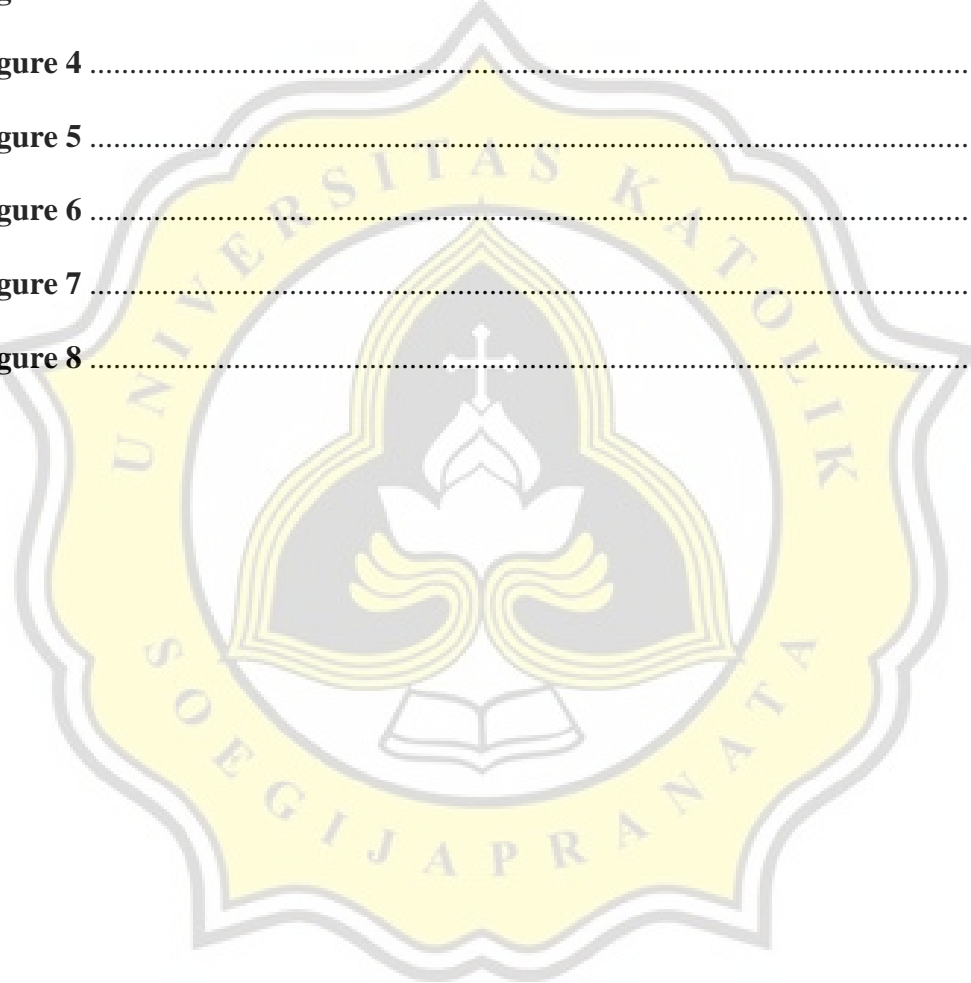 gure 4 ........................................................................................................
gure 5 ........................................................................................................
gure 6 ........................................................................................................
gure 7 ........................................................................................................
gure 8 ........................................................................................................
UNIVERSITAS KATOLIK
SOEGIJAPRANATA